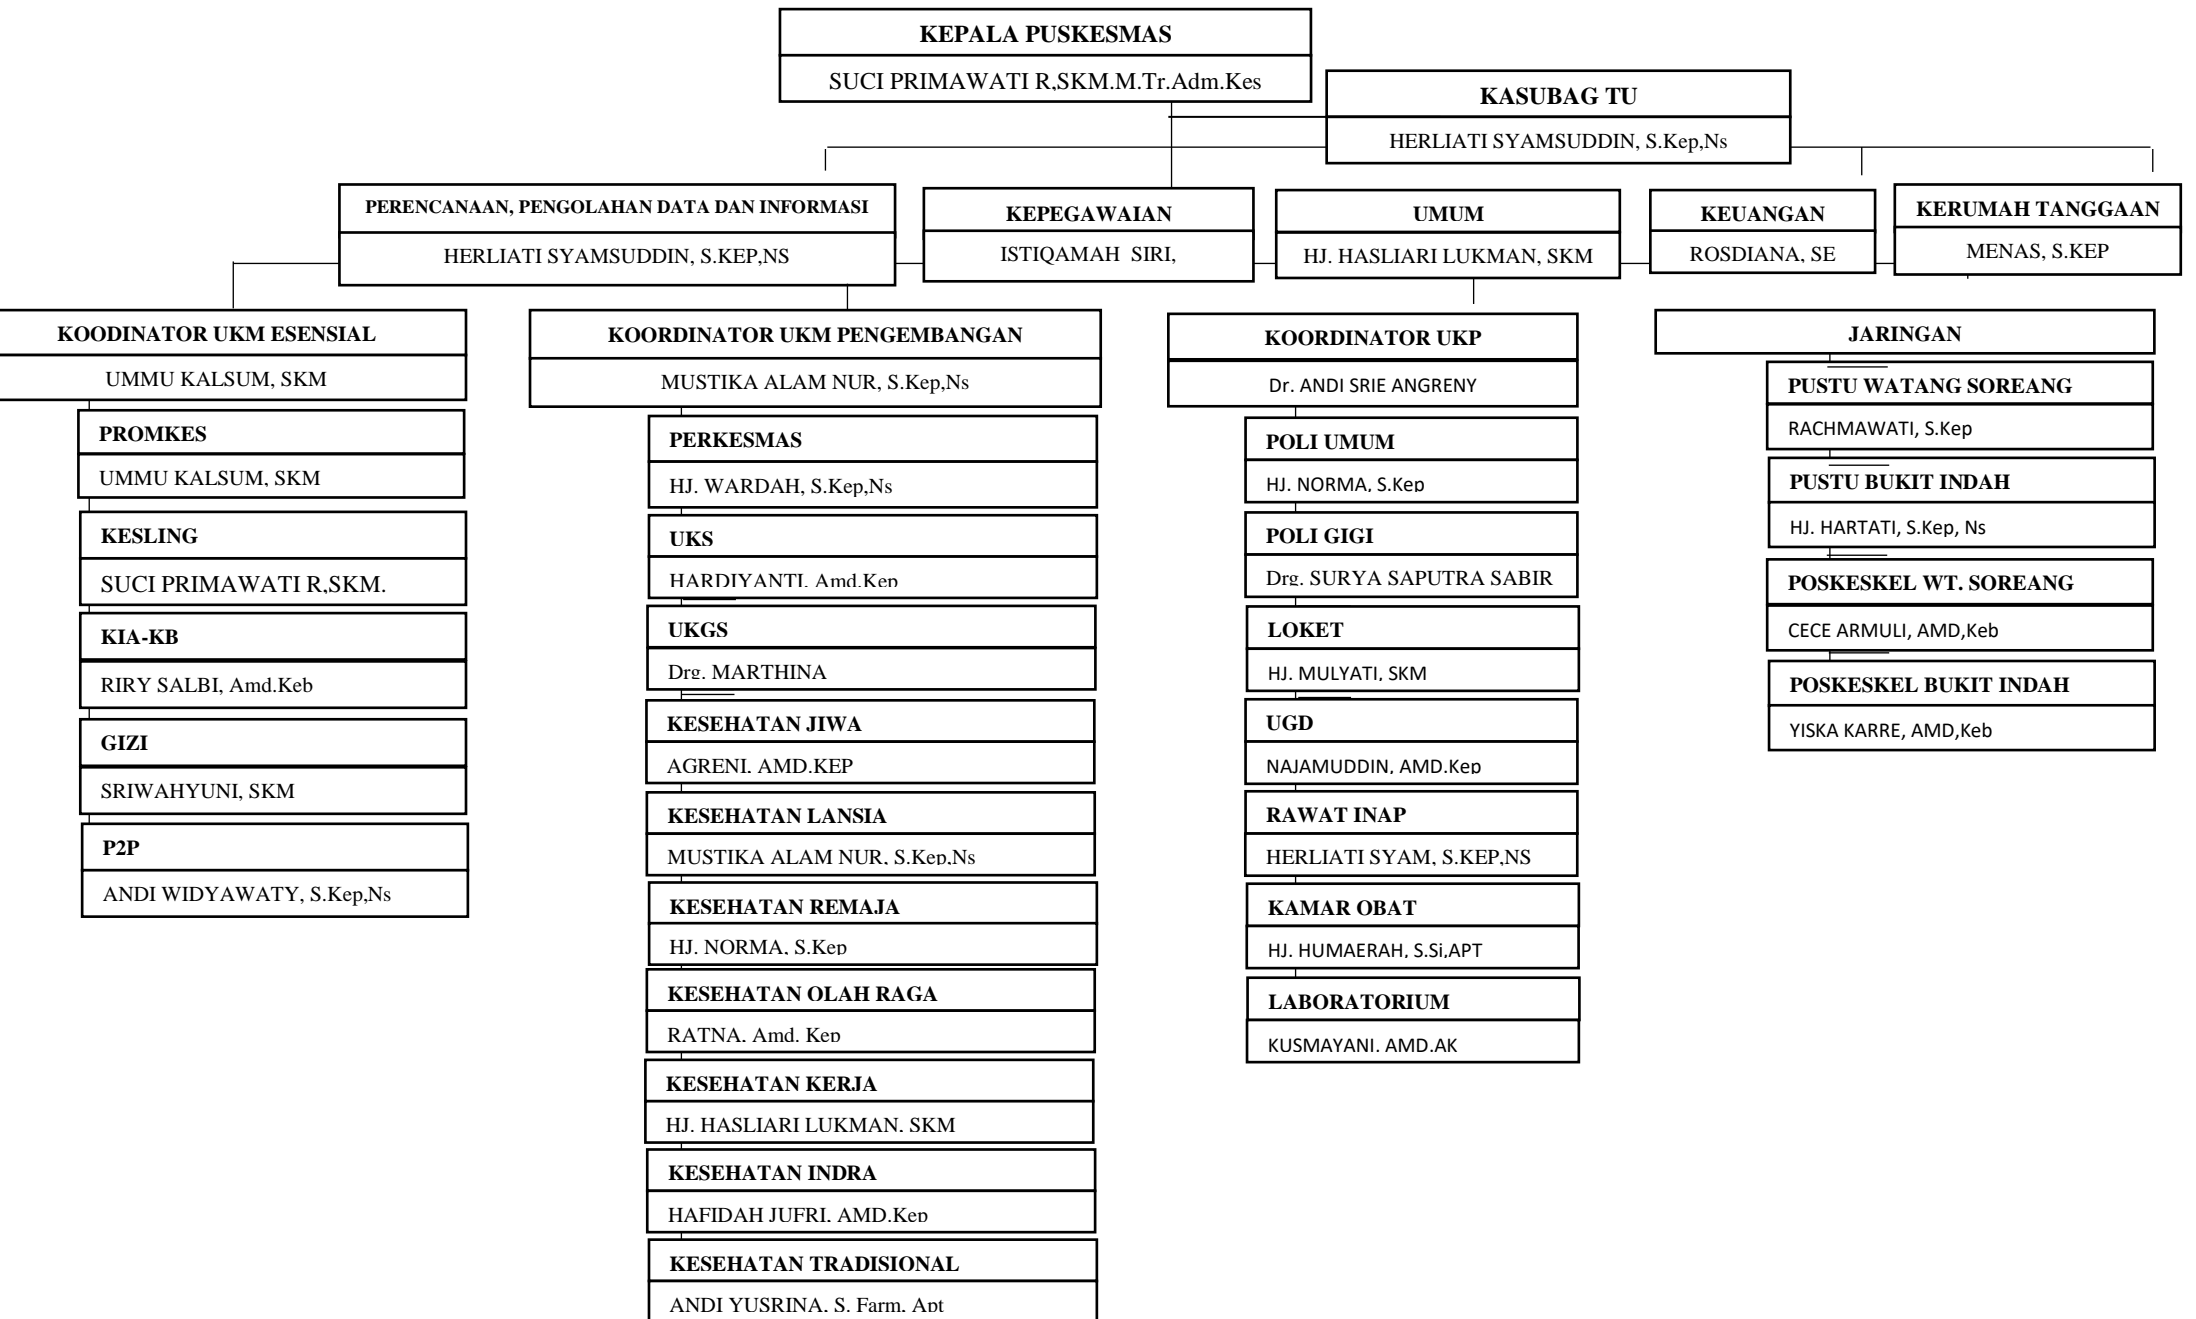 KEPALA PUSKESMAS
SUCI PRIMAWATI R,SKM.M.Tr.Adm.Kes
KASUBAG TU
HERLIATI SYAMSUDDIN, S.Kep,Ns
PERENCANAAN, PENGOLAHAN DATA DAN INFORMASI
HERLIATI SYAMSUDDIN, S.KEP,NS
KEPEGAWAIAN
ISTIQAMAH SIRI,
UMUM
HJ. HASLIARI LUKMAN, SKM
KEUANGAN
ROSDIANA, SE
KERUMAH TANGGAAN
MENAS, S.KEP
KOODINATOR UKM ESENSIAL
UMMU KALSUM, SKM
PROMKES
UMMU KALSUM, SKM
KESLING
SUCI PRIMAWATI R,SKM.
KIA-KB
RIRY SALBI, Amd.Keb
GIZI
SRIWAHYUNI, SKM
P2P
ANDI WIDYAWATY, S.Kep,Ns
KOORDINATOR UKM PENGEMBANGAN
MUSTIKA ALAM NUR, S.Kep,Ns
PERKESMAS
HJ. WARDAH, S.Kep,Ns
UKS
HARDIYANTI. Amd.Kep
UKGS
Drg. MARTHINA
KESEHATAN JIWA
AGRENI. AMD.KEP
KESEHATAN LANSIA
MUSTIKA ALAM NUR, S.Kep,Ns
KESEHATAN REMAJA
HJ. NORMA, S.Kep
KESEHATAN OLAH RAGA
RATNA. Amd. Kep
KESEHATAN KERJA
HJ. HASLIARI LUKMAN. SKM
KESEHATAN INDRA
HAFIDAH JUFRI. AMD.Kep
KESEHATAN TRADISIONAL
ANDI YUSRINA. S. Farm. Apt
KOORDINATOR UKP
Dr. ANDI SRIE ANGRENY
POLI UMUM
HJ. NORMA, S.Kep
POLI GIGI
Drg. SURYA SAPUTRA SABIR
LOKET
HJ. MULYATI, SKM
UGD
NAJAMUDDIN, AMD.Kep
RAWAT INAP
HERLIATI SYAM, S.KEP,NS
KAMAR OBAT
HJ. HUMAERAH, S.Si,APT
LABORATORIUM
KUSMAYANI. AMD.AK
JARINGAN
PUSTU WATANG SOREANG
RACHMAWATI, S.Kep
PUSTU BUKIT INDAH
HJ. HARTATI, S.Kep, Ns
POSKESKEL WT. SOREANG
CECE ARMULI, AMD,Keb
POSKESKEL BUKIT INDAH
YISKA KARRE, AMD,Keb